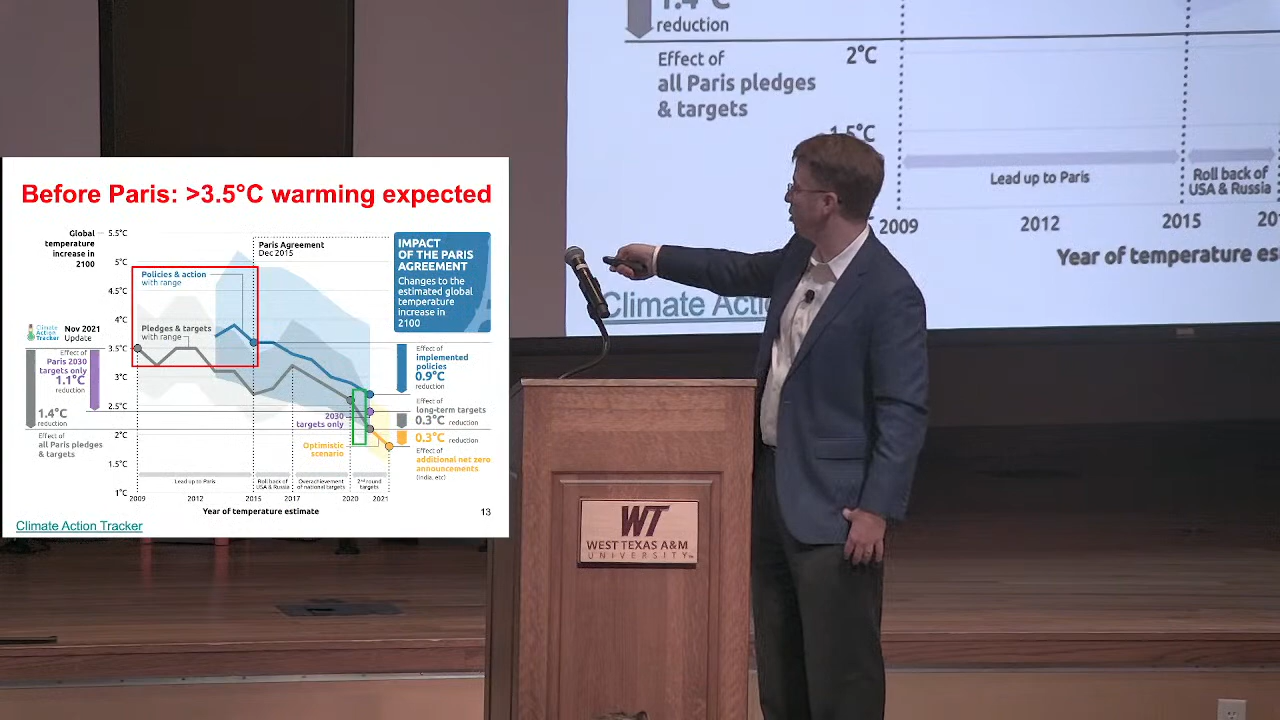 Before Paris: >3.5°C warming expected
Global
temperature
increase in
2100
5.5°C
5°C
4.5°C
4°C
3.5°C
3°C
2.5°C
2°C
1.5°C
1°C
Paris Agreement
Dec 2015
IMPACT
OF THE PARIS
AGREEMENT
Changes to the
estimated global
temperature
increase in
2100
Policies & action
with range
Pledges & targets
with range
Climate
Action
Tracker
Nov 2021
Update
Effect of
Paris 2030
targets only
1.1°C
reduction
1.4°C
reduction
Effect of
all Paris pledges
& targets
Effect of
implemented
policies
0.9°C
reduction
Effect of
long-term targets
0.3°C reduction
0.3°C reduction
Effect of
additional net zero
announcements
(India, etc)
2030
targets only
Optimistic
scenario
Lead up to Paris
Roll back of
USA & Russia
Overachievement
of national targets
2nd round
targets
2009
2012
2015
2017
2020
2021
Year of temperature estimate
13
Climate Action Tracker
1.4°C
reduction
Effect of
all Paris pledges
& targets
2°C
1.5°C
Lead up to Paris
Roll back of
USA & Russia
2009
2012
2015
Year of temperature es
Climate Actio
WT
WEST TEXAS A&M
UNIVERSITY